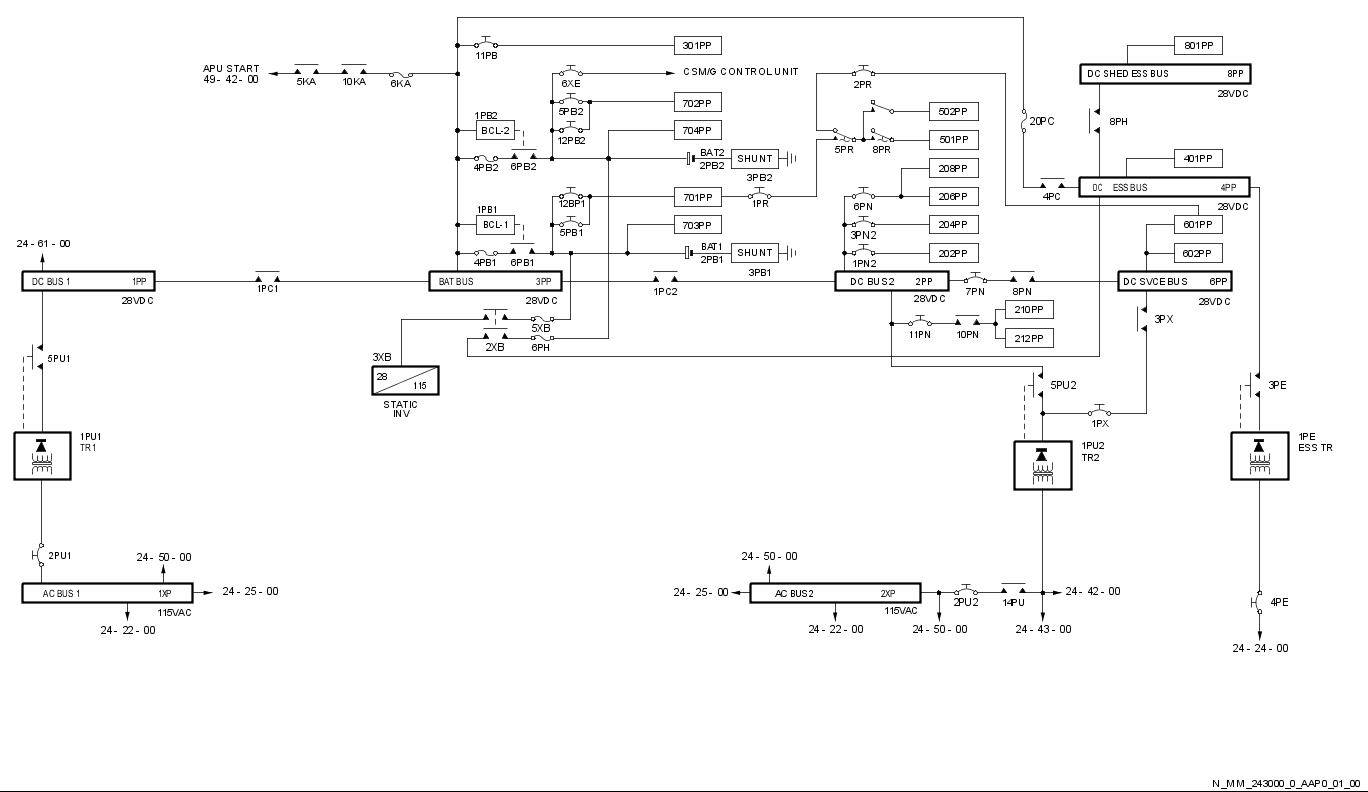 301PP
11PB
801PP
APU START
49- 42- 00
5KA
10KA
6KA
CSM/G CONTROL UNIT
6XE
2PR
DC SHED ESS BUS 8PP
28VDC
702PP
5PB2
502PP
1PB2
BCL-2
12PB2
704PP
20PC
8PH
5PR
8PR
501PP
4PB2
6PB2
BAT2
2PB2
SHUNT
3PB2
208PP
401PP
12BP1
701PP
1PR
6PN
206PP
4PC
DC ESS BUS 4PP
28VDC
1PB1
BCL-1
5PB1
703PP
3PN2
204PP
601PP
24- 61- 00
4PB1
6PB1
BAT1
2PB1
SHUNT
3PB1
1PN2
202PP
602PP
DC BUS 1 1PP
28VDC
1PC1
BAT BUS 3PP
28VDC
1PC2
DC BUS2 2PP
28VDC
7PN
8PN
DC SVCE BUS 6PP
28VDC
210PP
5XB
11PN
10PN
3PX
2XB
6PH
212PP
5PU1
3XB
28
115
STATIC
INV
5PU2
3PE
1PX
1PU1
TR1
1PU2
TR2
1PE
ESS TR
2PU1
24- 50- 00
24- 50- 00
AC BUS 1 1XP
115VAC
24- 25- 00
24- 22- 00
24- 25- 00
AC BUS2 2XP
115VAC
2PU2
14PU
24- 42- 00
4PE
24- 22- 00
24- 50- 00
24- 43- 00
24- 24- 00
N_MM_243000_0_AAP0_01_00